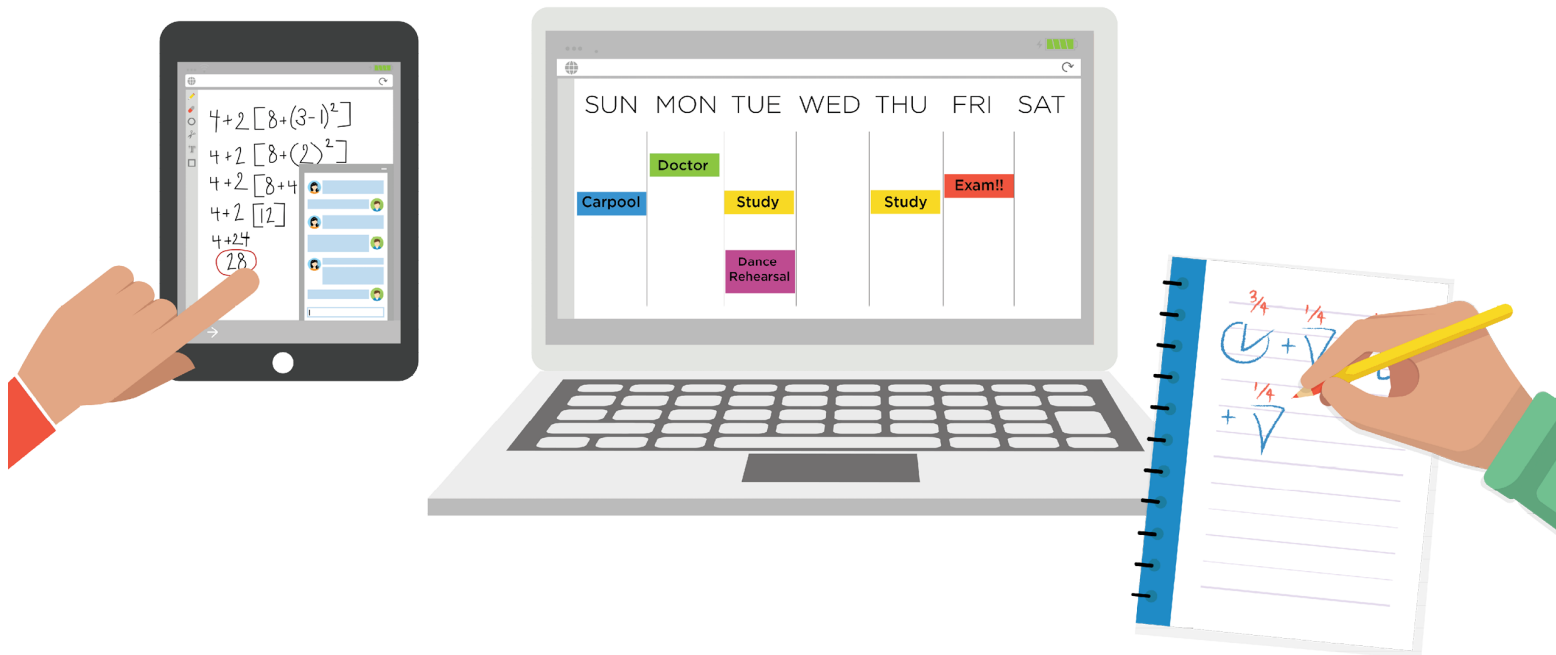 4+2[8+(3-1)²]
4+2[8+(2)²]
4+2[8+4
4+2[12]
4+24
28
SUN MON TUE WED THU FRI SAT
Doctor
Exam!!
Carpool Study Study
Dance
Rehearsal
3/4 1/4
+
1/4
+